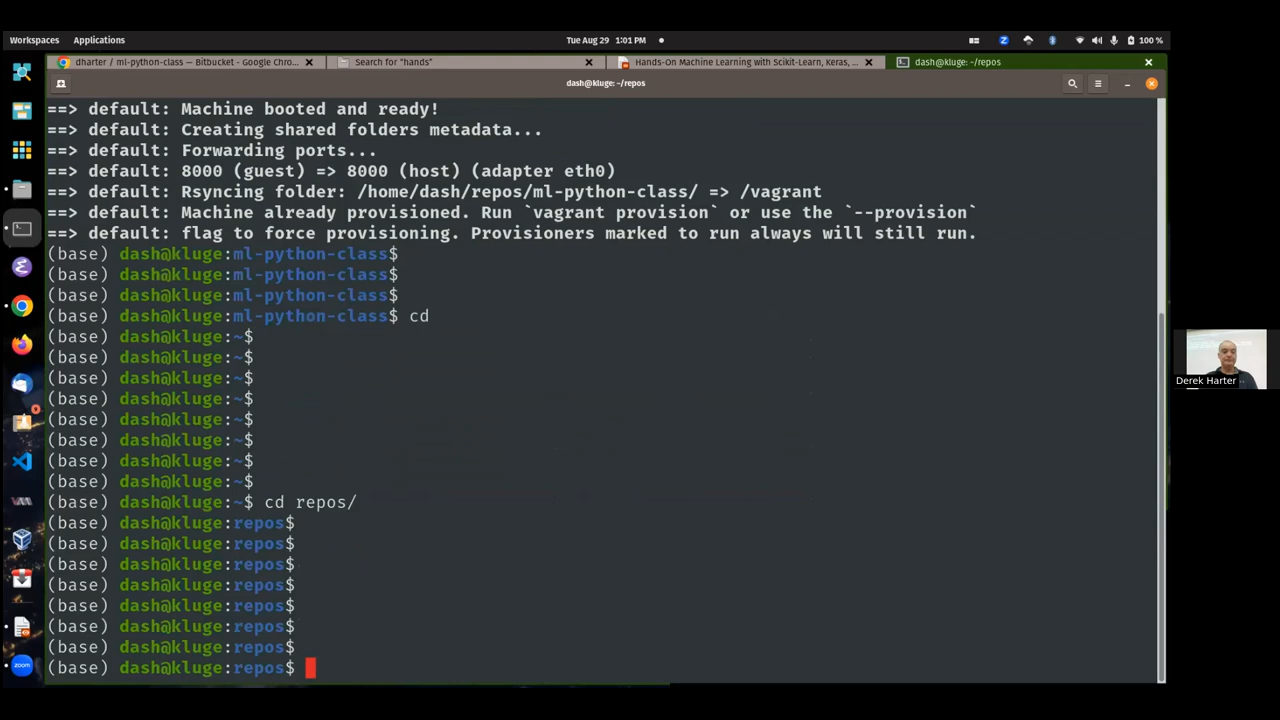 Workspaces Applications Tue Aug 29 1:01 PM 100 %
dharter / ml-python-class — Bitbucket - Google Chro... Search for "hands" Hands-On Machine Learning with Scikit-Learn, Keras, ... dash@kluge: ~/repos
dash@kluge: ~/repos
==> default: Machine booted and ready!
==> default: Creating shared folders metadata...
==> default: Forwarding ports...
==> default: 8000 (guest) => 8000 (host) (adapter eth0)
==> default: Rsyncing folder: /home/dash/repos/ml-python-class/ => /vagrant
==> default: Machine already provisioned. Run `vagrant provision` or use the `--provision`
==> default: flag to force provisioning. Provisioners marked to run always will still run.
(base) dash@kluge:ml-python-class$
(base) dash@kluge:ml-python-class$
(base) dash@kluge:ml-python-class$
(base) dash@kluge:ml-python-class$ cd
(base) dash@kluge:~$
(base) dash@kluge:~$
(base) dash@kluge:~$
(base) dash@kluge:~$
(base) dash@kluge:~$
(base) dash@kluge:~$
(base) dash@kluge:~$
(base) dash@kluge:~$
(base) dash@kluge:~$ cd repos/
(base) dash@kluge:repos$
(base) dash@kluge:repos$
(base) dash@kluge:repos$
(base) dash@kluge:repos$
(base) dash@kluge:repos$
(base) dash@kluge:repos$
(base) dash@kluge:repos$
(base) dash@kluge:repos$
Derek Harter
zoom